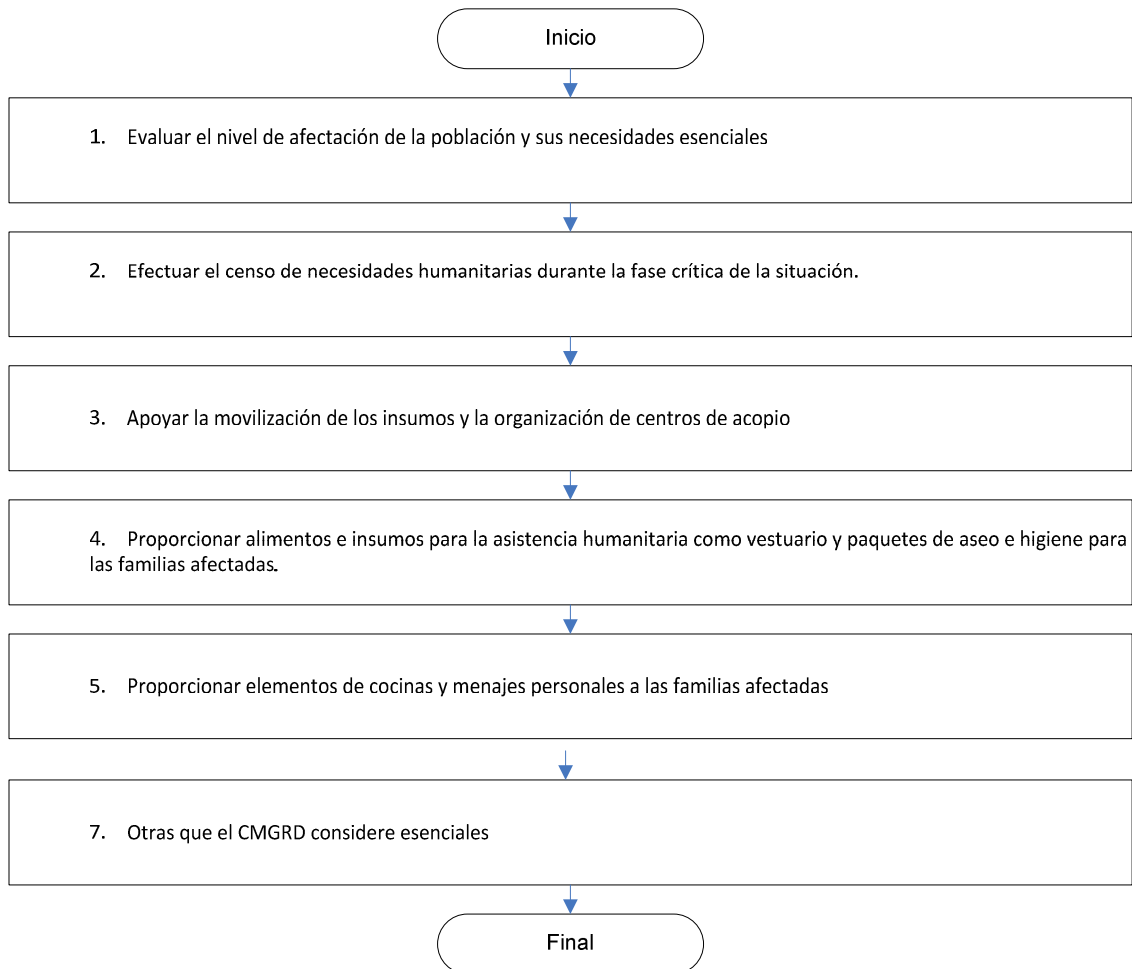 Inicio
1. Evaluar el nivel de afectación de la población y sus necesidades esenciales
2. Efectuar el censo de necesidades humanitarias durante la fase crítica de la situación.
3. Apoyar la movilización de los insumos y la organización de centros de acopio
4. Proporcionar alimentos e insumos para la asistencia humanitaria como vestuario y paquetes de aseo e higiene para
las familias afectadas.
5. Proporcionar elementos de cocinas y menajes personales a las familias afectadas
7. Otras que el CMGRD considere esenciales
Final